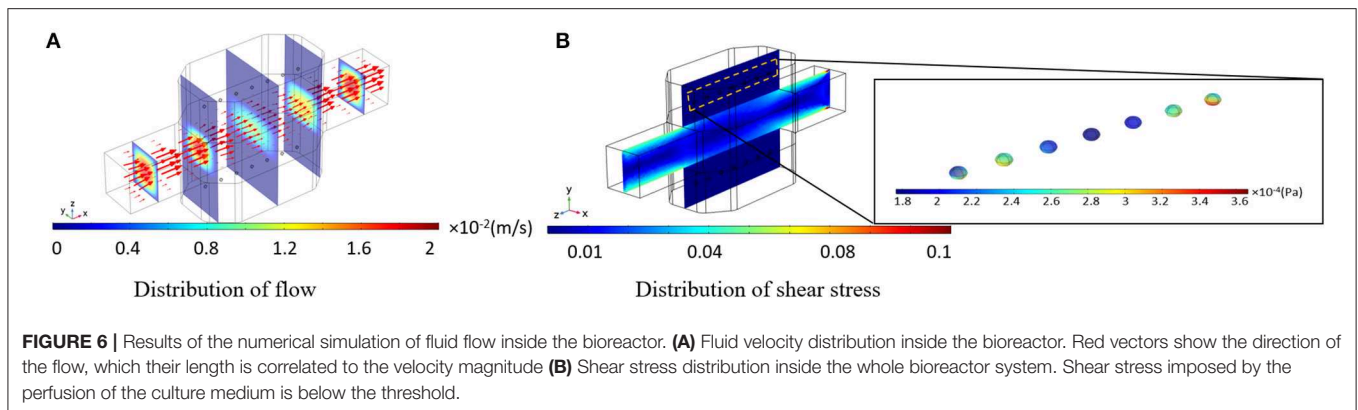 A
B
y z x
y z x
1.8 2 2.2 2.4 2.6 2.8 3 3.2 3.4 3.6
×10⁻⁴(Pa)
0 0.4 0.8 1.2 1.6 2
×10⁻²(m/s)
0.01 0.04 0.08 0.1
Distribution of flow
Distribution of shear stress
FIGURE 6 | Results of the numerical simulation of fluid flow inside the bioreactor. (A) Fluid velocity distribution inside the bioreactor. Red vectors show the direction of
the flow, which their length is correlated to the velocity magnitude (B) Shear stress distribution inside the whole bioreactor system. Shear stress imposed by the
perfusion of the culture medium is below the threshold.